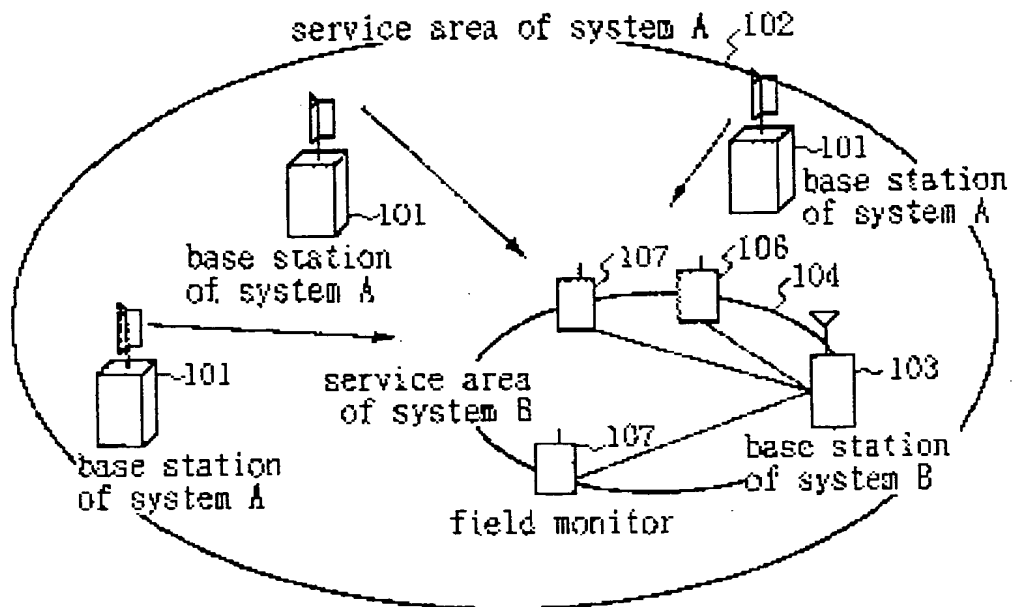 service area of system A
102
101
base station
of system A
101
base station
of system A
107
106
104
101
service area
of system B
103
base station
of system A
107
base station
of system B
field monitor